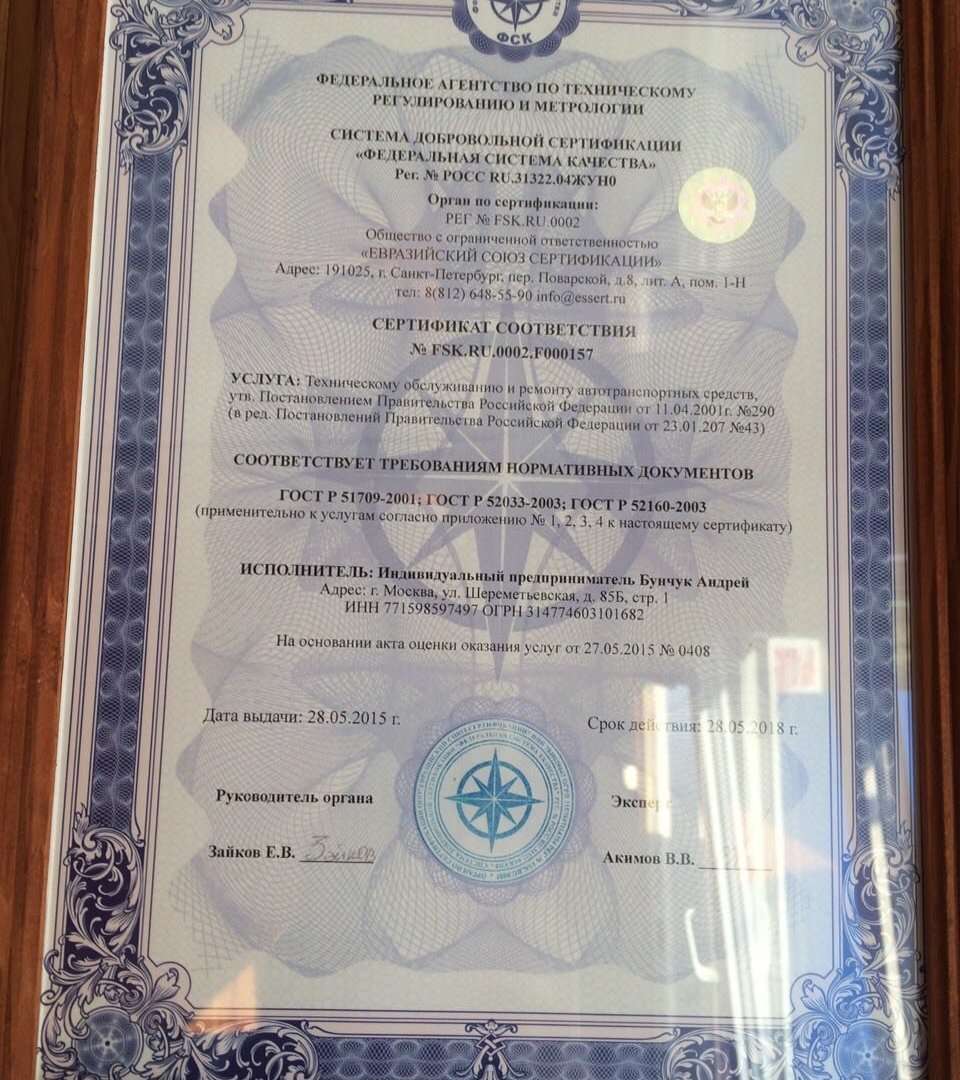 ФСК
ФЕДЕРАЛЬНОЕ АГЕНТСТВО ПО ТЕХНИЧЕСКОМУ
РЕГУЛИРОВАНИЮ И МЕТРОЛОГИИ
СИСТЕМА ДОБРОВОЛЬНОЙ СЕРТИФИКАЦИИ
«ФЕДЕРАЛЬНАЯ СИСТЕМА КАЧЕСТВА»
Рег. № РОСС RU.31322.04ЖУН0
Орган по сертификации:
РЕГ № FSK.RU.0002
Общество с ограниченной ответственностью
«ЕВРАЗИЙСКИЙ СОЮЗ СЕРТИФИКАЦИИ»
Адрес: 191025, г. Санкт-Петербург, пер. Поварской, д.8, лит. А, пом. 1-Н
тел: 8(812) 648-55-90 info@essert.ru
СЕРТИФИКАТ СООТВЕТСТВИЯ
№ FSK.RU.0002.F000157
УСЛУГА: Техническому обслуживанию и ремонту автотранспортных средств,
утв. Постановлением Правительства Российской Федерации от 11.04.2001г. №290
(в ред. Постановлений Правительства Российской Федерации от 23.01.207 №43)
СООТВЕТСТВУЕТ ТРЕБОВАНИЯМ НОРМАТИВНЫХ ДОКУМЕНТОВ
ГОСТ Р 51709-2001; ГОСТ Р 52033-2003; ГОСТ Р 52160-2003
(применительно к услугам согласно приложению № 1, 2, 3, 4 к настоящему сертификату)
ИСПОЛНИТЕЛЬ: Индивидуальный предприниматель Бунчук Андрей
Адрес: г. Москва, ул. Шереметьевская, д. 85Б, стр. 1
ИНН 771598597497 ОГРН 314774603101682
На основании акта оценки оказания услуг от 27.05.2015 № 0408
Дата выдачи: 28.05.2015 г.
Срок действия: 28.05.2018 г.
Руководитель органа
Эксперт
Зайков Е.В. Зайков
Акимов В.В.